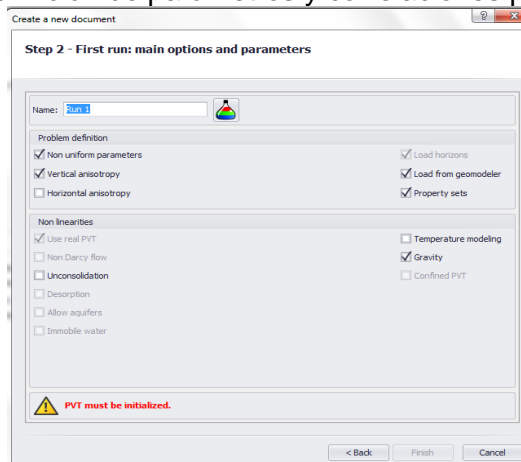 Create a new document
Step 2 - First run: main options and parameters
Name: Run 1
Problem definition
Non uniform parameters
Load horizons
Vertical anisotropy
Load from geomodeler
Horizontal anisotropy
Property sets
Non linearities
Use real PVT
Temperature modeling
Non Darcy flow
Gravity
Unconsolidation
Confined PVT
Desorption
Allow aquifers
Immobile water
PVT must be initialized.
< Back
Finish
Cancel